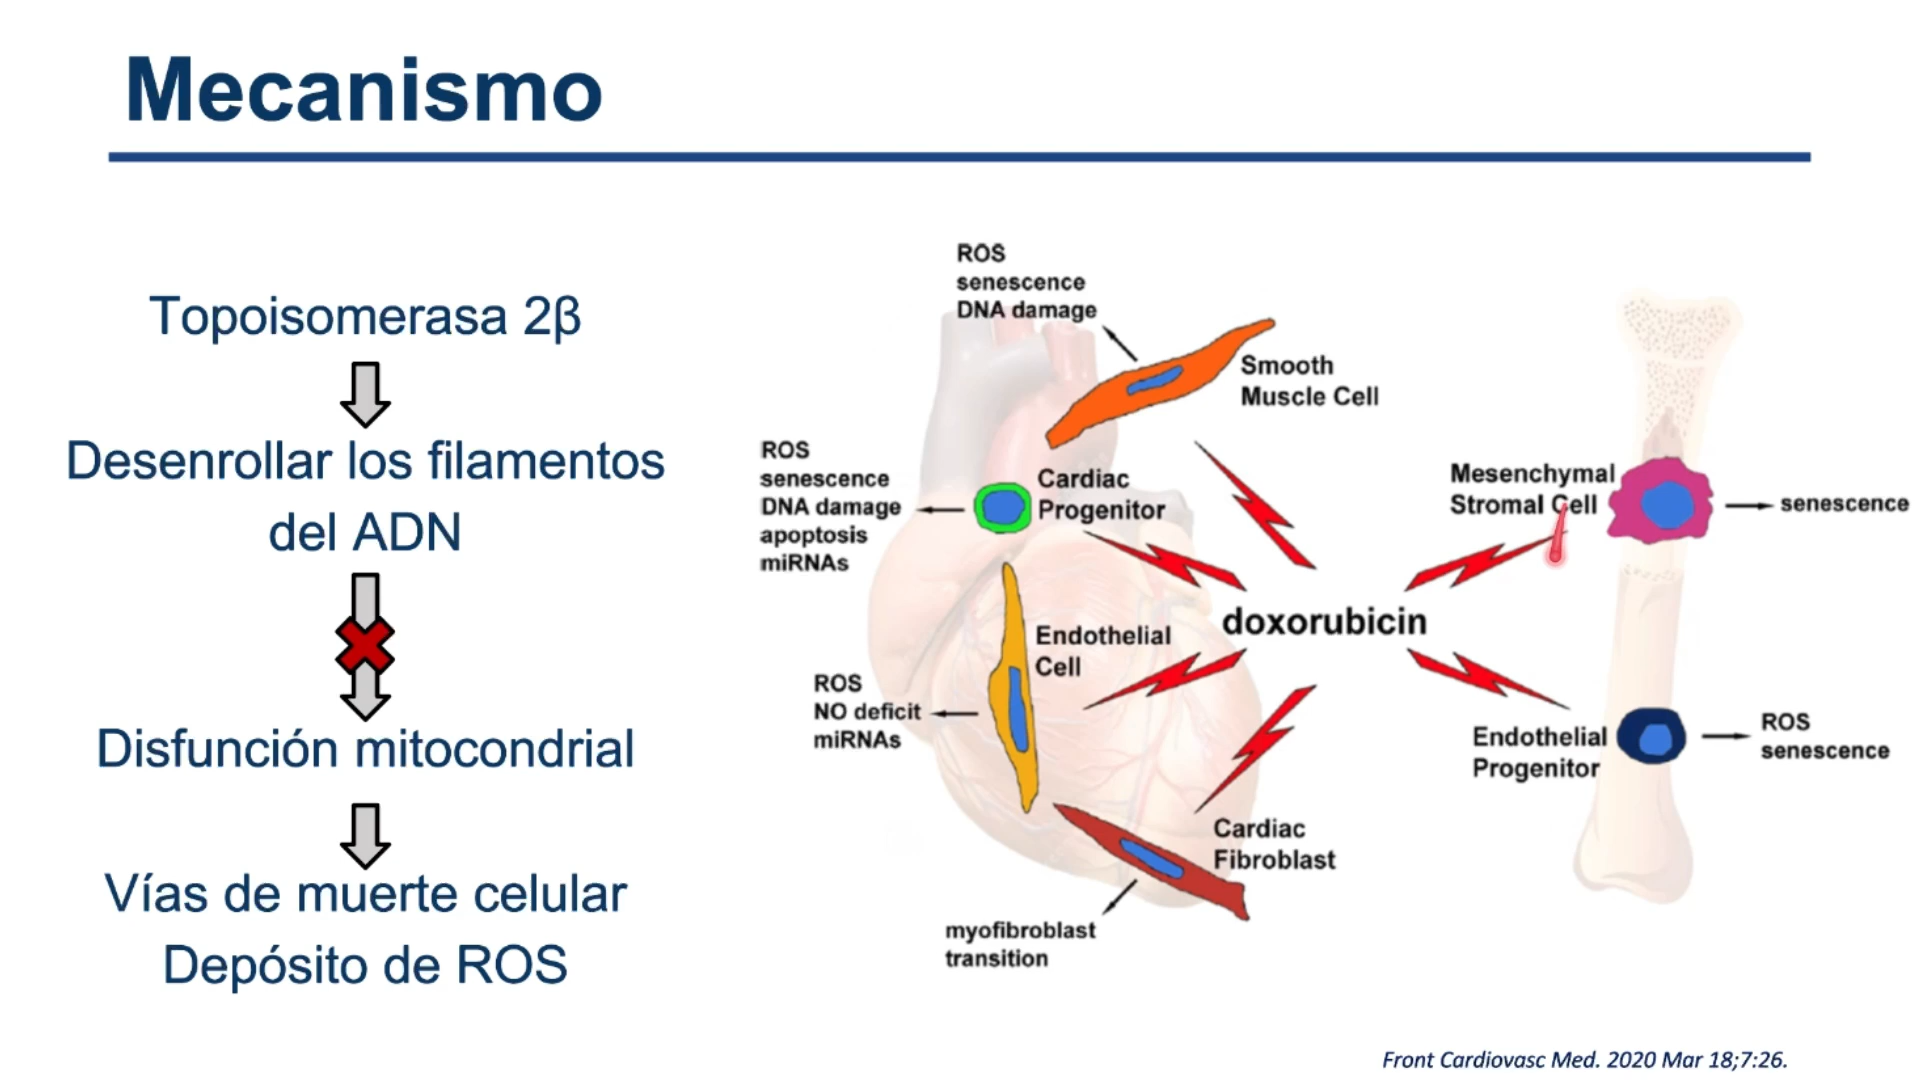 Mecanismo
Topoisomerasa 2β
Desenrollar los filamentos
del ADN
Disfunción mitocondrial
Vías de muerte celular
Depósito de ROS
ROS
senescence
DNA damage
Smooth
Muscle Cell
ROS
senescence
DNA damage
apoptosis
miRNAs
Cardiac
Progenitor
Endothelial
Cell
ROS
NO deficit
miRNAs
doxorubicin
Cardiac
Fibroblast
myofibroblast
transition
Mesenchymal
Stromal Cell
senescence
Endothelial
Progenitor
ROS
senescence
Front Cardiovasc Med. 2020 Mar 18;7:26.